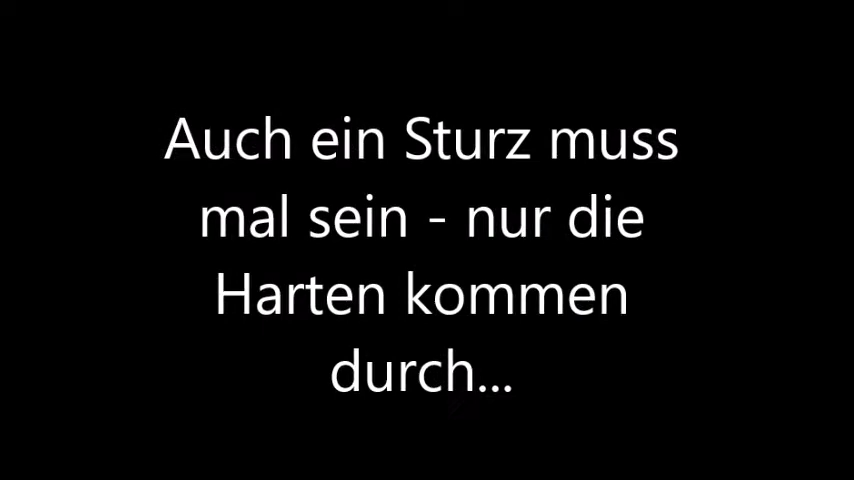 Auch ein Sturz muss
mal sein - nur die
Harten kommen
durch...